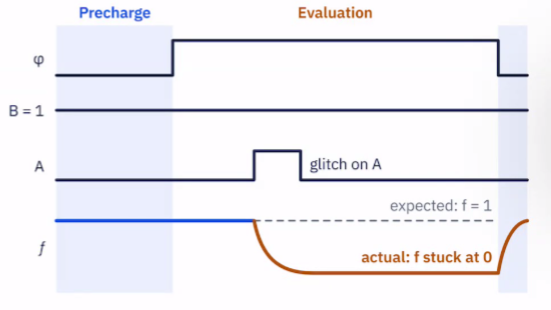 Precharge
Evaluation
φ
B = 1
A
glitch on A
expected: f = 1
f
actual: f stuck at 0